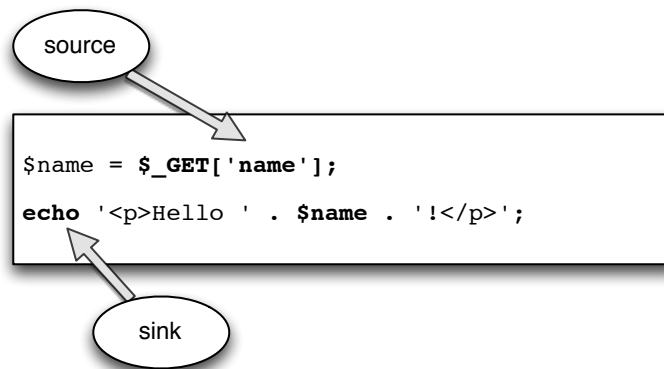 source
$name = $_GET['name'];
echo '<p>Hello ' . $name . '!</p>';
sink